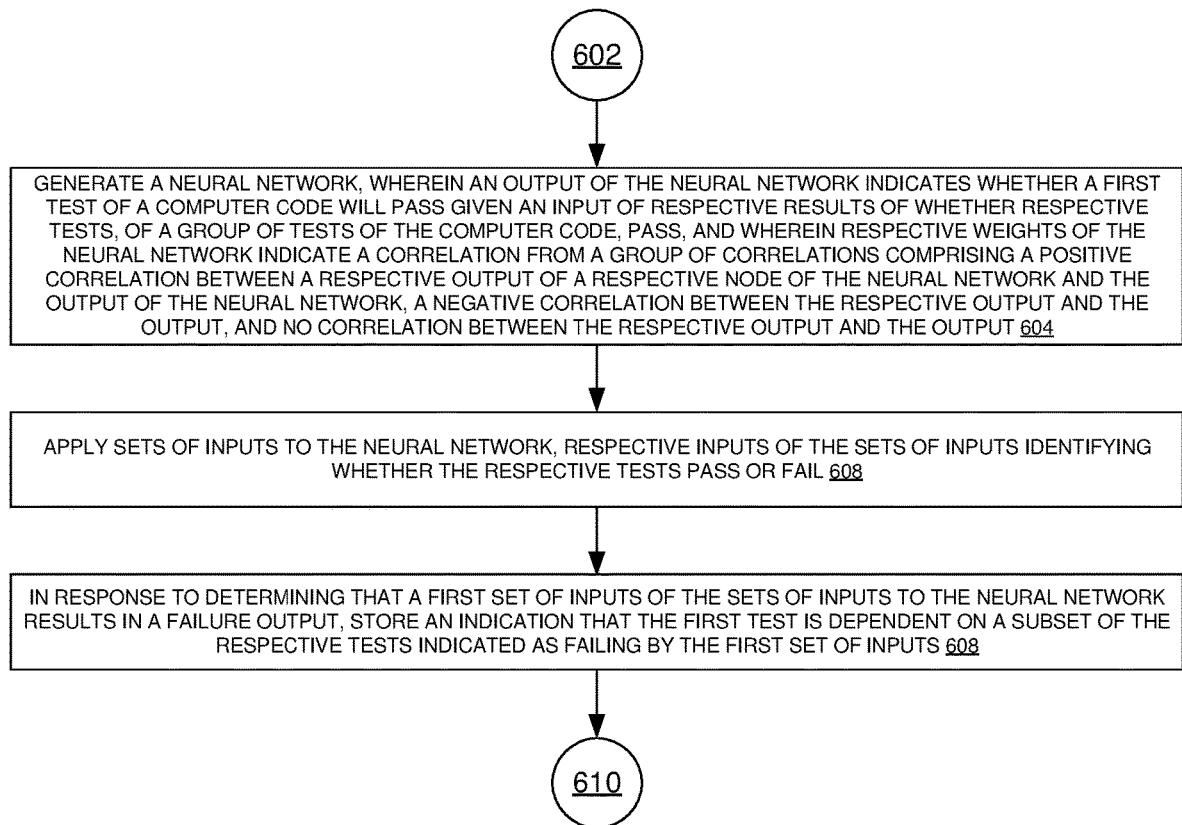 602
GENERATE A NEURAL NETWORK, WHEREIN AN OUTPUT OF THE NEURAL NETWORK INDICATES WHETHER A FIRST
TEST OF A COMPUTER CODE WILL PASS GIVEN AN INPUT OF RESPECTIVE RESULTS OF WHETHER RESPECTIVE
TESTS, OF A GROUP OF TESTS OF THE COMPUTER CODE, PASS, AND WHEREIN RESPECTIVE WEIGHTS OF THE
NEURAL NETWORK INDICATE A CORRELATION FROM A GROUP OF CORRELATIONS COMPRISING A POSITIVE
CORRELATION BETWEEN A RESPECTIVE OUTPUT OF A RESPECTIVE NODE OF THE NEURAL NETWORK AND THE
OUTPUT OF THE NEURAL NETWORK, A NEGATIVE CORRELATION BETWEEN THE RESPECTIVE OUTPUT AND THE
OUTPUT, AND NO CORRELATION BETWEEN THE RESPECTIVE OUTPUT AND THE OUTPUT 604
APPLY SETS OF INPUTS TO THE NEURAL NETWORK, RESPECTIVE INPUTS OF THE SETS OF INPUTS IDENTIFYING
WHETHER THE RESPECTIVE TESTS PASS OR FAIL 608
IN RESPONSE TO DETERMINING THAT A FIRST SET OF INPUTS OF THE SETS OF INPUTS TO THE NEURAL NETWORK
RESULTS IN A FAILURE OUTPUT, STORE AN INDICATION THAT THE FIRST TEST IS DEPENDENT ON A SUBSET OF THE
RESPECTIVE TESTS INDICATED AS FAILING BY THE FIRST SET OF INPUTS 608
610